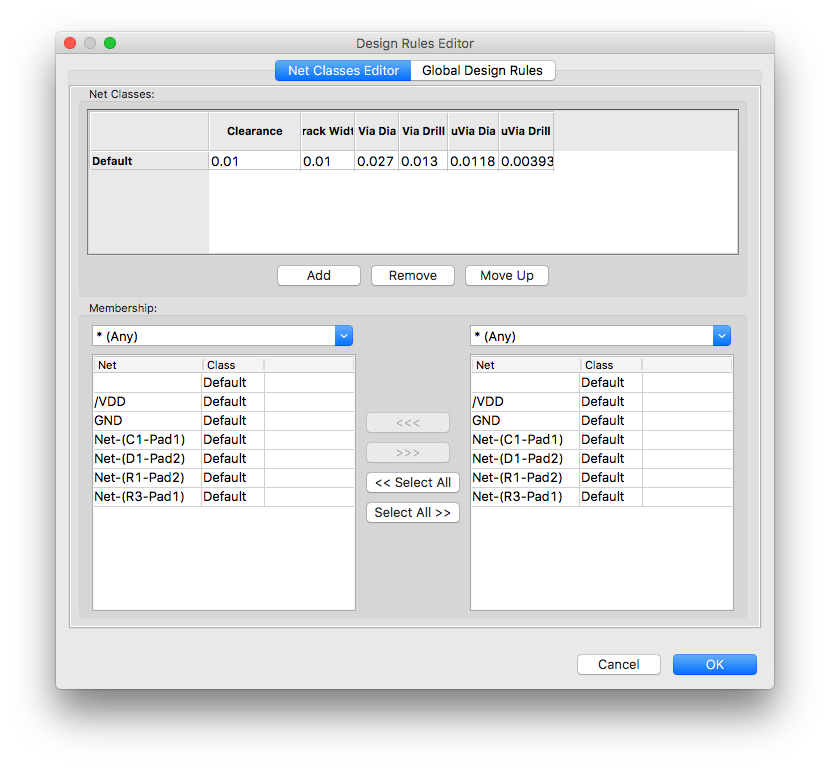 Design Rules Editor
Net Classes Editor Global Design Rules
Net Classes:
Clearance rack Widt Via Dia Via Drill uVia Dia uVia Drill
Default 0.01 0.01 0.027 0.013 0.0118 0.00393
Add Remove Move Up
Membership:
* (Any) * (Any)
Net Class Net Class
Default Default
/VDD Default /VDD Default
GND Default GND Default
Net-(C1-Pad1) Default Net-(C1-Pad1) Default
<<<
Net-(D1-Pad2) Default Net-(D1-Pad2) Default
>>>
Net-(R1-Pad2) Default Net-(R1-Pad2) Default
<< Select All
Net-(R3-Pad1) Default Net-(R3-Pad1) Default
Select All >>
Cancel OK